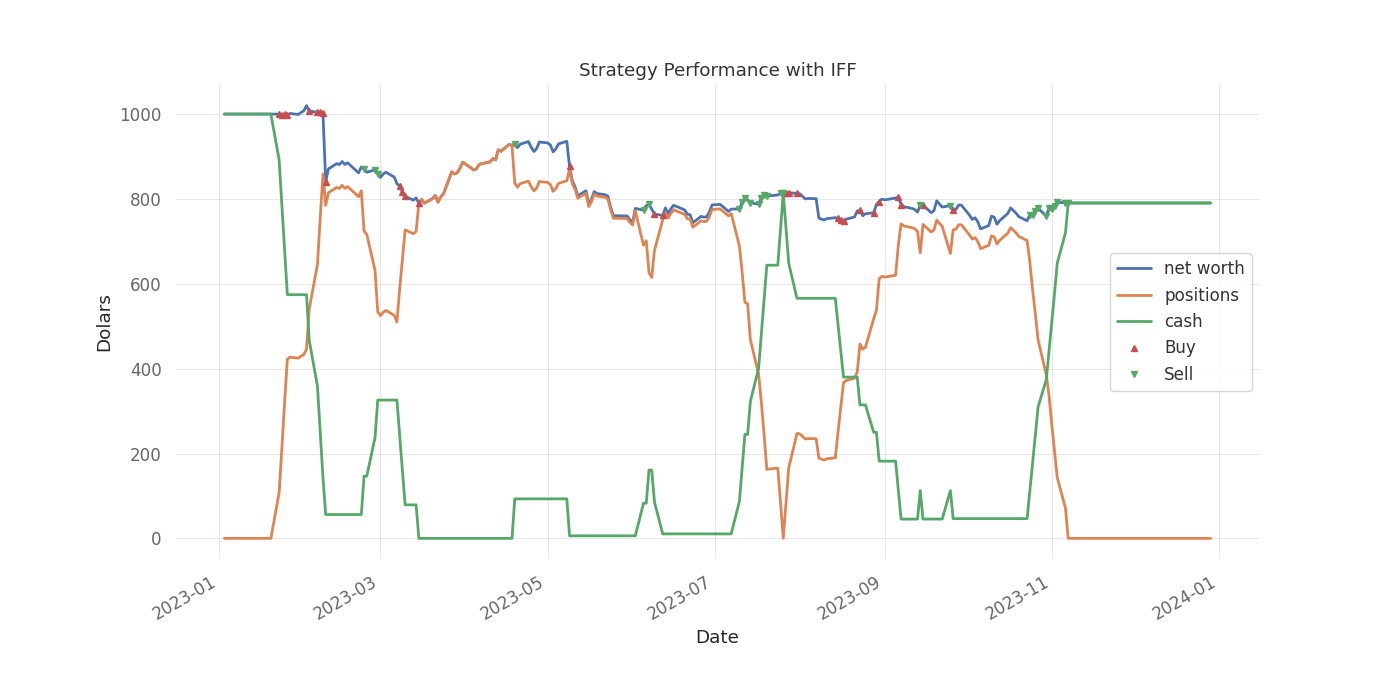 Strategy Performance with IFF
Dolars
1000
800
600
400
200
0
net worth
positions
cash
Buy
Sell
2023-01
2023-03
2023-05
2023-07
2023-09
2023-11
2024-01
Date